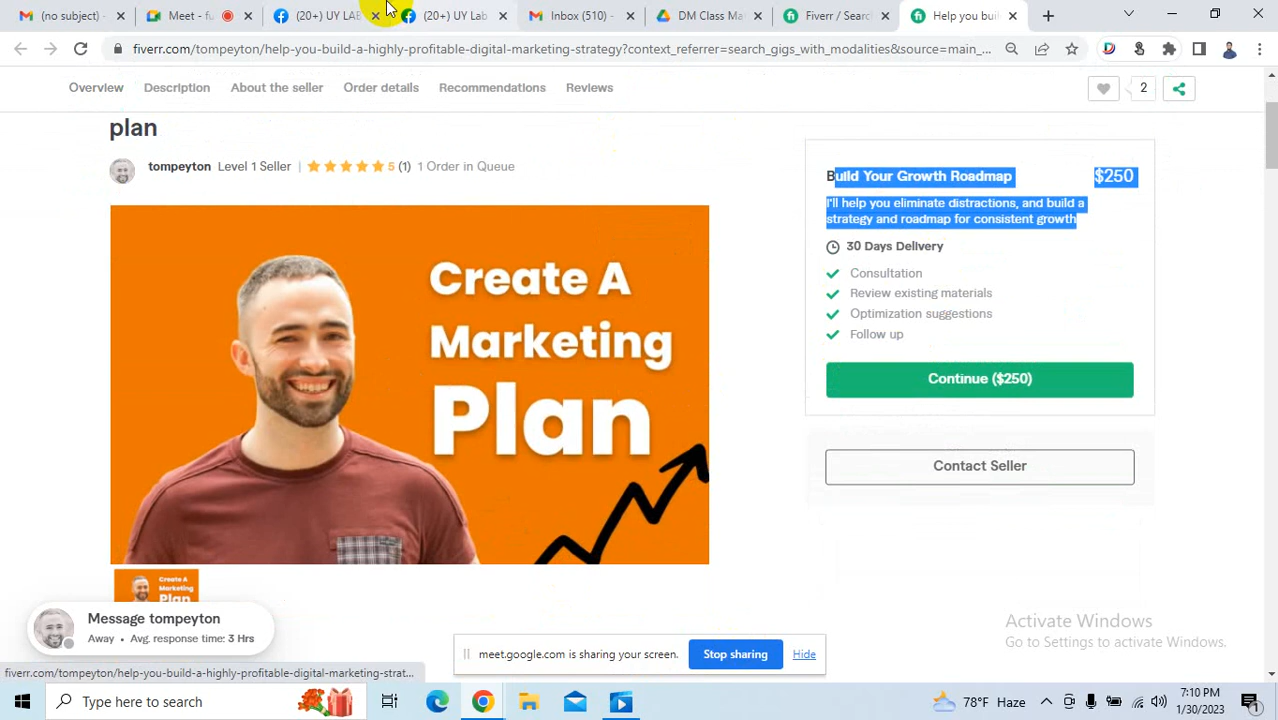 (no subject)
Meet - fu
(20+) UY LAB
(20+) UY Lab
Inbox (510) -
DM Class Ma
Fiverr / Searc
Help you buil
fiverr.com/tompeyton/help-you-build-a-highly-profitable-digital-marketing-strategy?context_referrer=search_gigs_with_modalities&source=main_...
Overview Description About the seller Order details Recommendations Reviews
2
plan
tompeyton Level 1 Seller | 5 (1) 1 Order in Queue
Create A
Marketing
Plan
Create A
Marketing
Plan
Build Your Growth Roadmap $250
I'll help you eliminate distractions, and build a
strategy and roadmap for consistent growth
30 Days Delivery
Consultation
Review existing materials
Optimization suggestions
Follow up
Continue ($250)
Contact Seller
Message tompeyton
Away • Avg. response time: 3 Hrs
Activate Windows
Go to Settings to activate Windows.
meet.google.com is sharing your screen. Stop sharing Hide
fiverr.com/tompeyton/help-you-build-a-highly-profitable-digital-marketing-strat...
Type here to search
78°F Haze
7:10 PM
1/30/2023